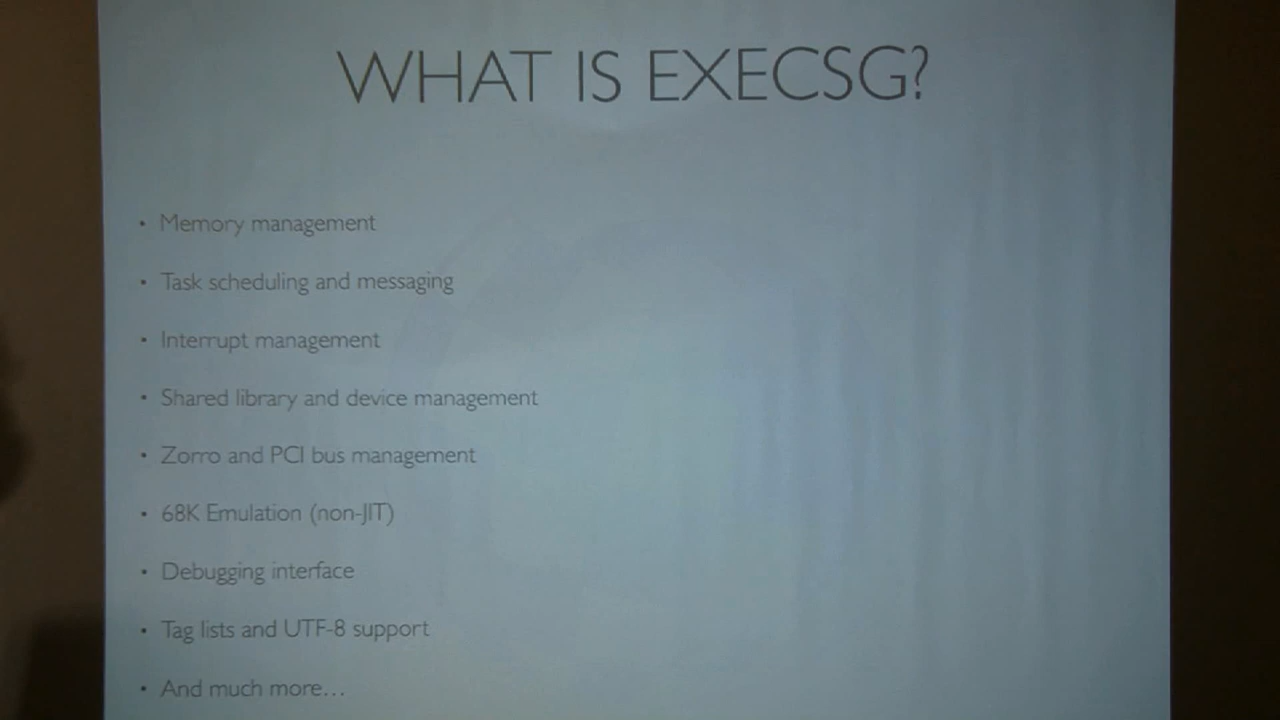 WHAT IS EXECSG?
• Memory management
• Task scheduling and messaging
• Interrupt management
• Shared library and device management
• Zorro and PCI bus management
• 68K Emulation (non-JIT)
• Debugging interface
• Tag lists and UTF-8 support
• And much more...